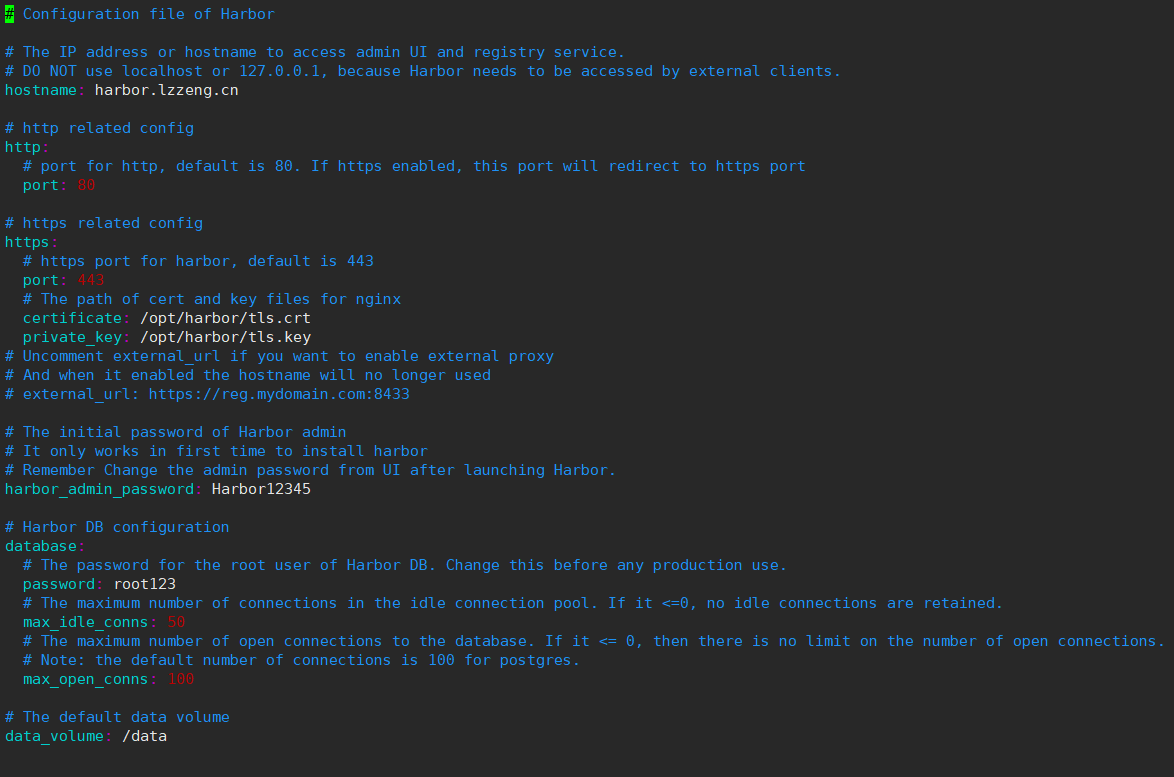 # Configuration file of Harbor
# The IP address or hostname to access admin UI and registry service.
# DO NOT use localhost or 127.0.0.1, because Harbor needs to be accessed by external clients.
hostname: harbor.lzzeng.cn
# http related config
http:
  # port for http, default is 80. If https enabled, this port will redirect to https port
  port: 80
# https related config
https:
  # https port for harbor, default is 443
  port: 443
  # The path of cert and key files for nginx
  certificate: /opt/harbor/tls.crt
  private_key: /opt/harbor/tls.key
# Uncomment external_url if you want to enable external proxy
# And when it enabled the hostname will no longer used
# external_url: https://reg.mydomain.com:8433
# The initial password of Harbor admin
# It only works in first time to install harbor
# Remember Change the admin password from UI after launching Harbor.
harbor_admin_password: Harbor12345
# Harbor DB configuration
database:
  # The password for the root user of Harbor DB. Change this before any production use.
  password: root123
  # The maximum number of connections in the idle connection pool. If it <=0, no idle connections are retained.
  max_idle_conns: 50
  # The maximum number of open connections to the database. If it <= 0, then there is no limit on the number of open connections.
  # Note: the default number of connections is 100 for postgres.
  max_open_conns: 100
# The default data volume
data_volume: /data